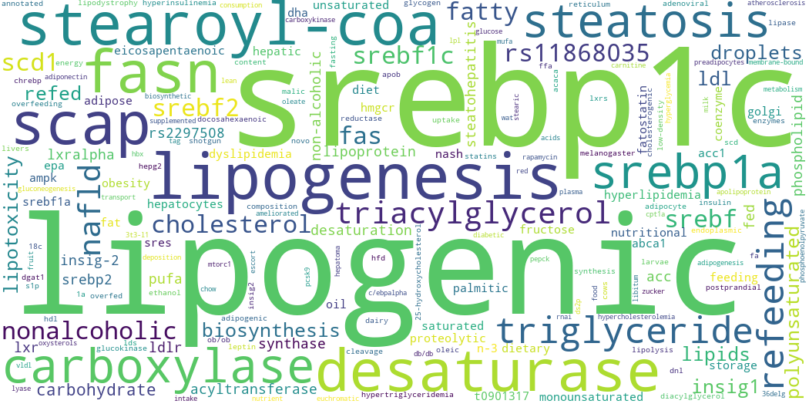 annotated lipodystrophy hyperinsulinemia unsaturated consumption glycogen reticulum adenoviral atherosclerosis
stearoyl-coa
dha
carboxykinase
fatty
steatosis
lipase
eicosapentaenoic
hepatic
srebf1c
lpl
glucose
mufa
rs11868035
droplets
scd1
energy
chrebp
adiponectin
content
fasting
apob
ffa
carnitine
preadipocytes
membrane-bound
fasn
srebp1c
refed
adipose
lean
overfeeding
biosynthetic
malic
oleate
srebf2
non-alcoholic
diet
hmgcr
steatohepatitis
acaca
lxrs
hyperglycemia
fatostatin
cholesterogenic
low-density
ldl
coenzyme
metabolism
golgi
enzymes
phospholipid
scap
supplemented
docosahexaenoic
rs2297508
tag
shotgun
novo
fas
reductase
uptake
stearic
wat
acids
milk
scd
livers
lxralpha
hbx
hepg2
dyslipidemia
lipoprotein
nash
statins
rapamycin
melanogaster
acc1
epa
ampk
gluconeogenesis
lipogenesis
red
plasma
srebp1a
apolipoprotein
lipotoxicity
nafld
obesity
transport
srebf1a
hepatocytes
composition
ameliorated
triacylglycerol
hyperlipidemia
adipocyte
insulin
cpt1a
fat
3t3-l1
cholesterol
desaturation
fructose
srebf
fed
endoplasmic
refeeding
polyunsaturated
phosphoenolpyruvate
sres
diabetic
nutritional
abca1
adipogenesis
lipogenic
insig-2
deposition
mtorc1
escort
hepatoma
hfd
25-hydroxycholesterol
pepck
synthesis
larvae
feeding
18c
fruit
srebp2
dgat1
s1p
1a
overfed
pufa
ethanol
chow
insig2
pcsk9
c/ebpalpha
palmitic
food
libitum
zucker
acc
postprandial
fa
hdl
adipogenic
oil
dairy
rnai
hypercholesterolemia
nonalcoholic
biosynthesis
saturated
proteolytic
triglyceride
lxr
oxysterols
ids
glucokinase
ldlr
ob/ob
leptin
synthase
cleavage
db/db
oleic
n-3
dietary
lipolysis
lipids
storage
vldl
carboxylase
desaturase
dnl
insig1
lyase
carbohydrate
intake
acyltransferase
nutrient
euchromatic
hypertriglyceridemia
t0901317
monounsaturated
diacylglycerol
36delg